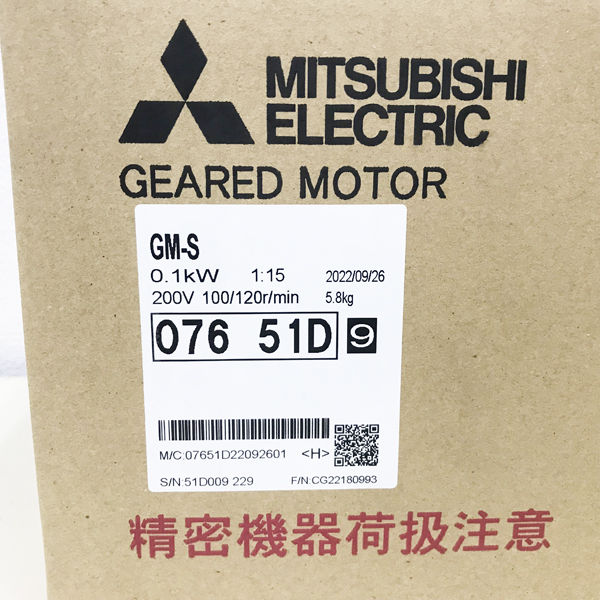 MITSUBISHI
ELECTRIC
GEARED MOTOR
GM-S
0.1kW 1:15 2022/09/26
200V 100/120r/min 5.8kg
076 51D 9
M/C:07651D22092601 <H>
S/N:51D009 229 F/N:CG22180993
精密機器荷扱注意